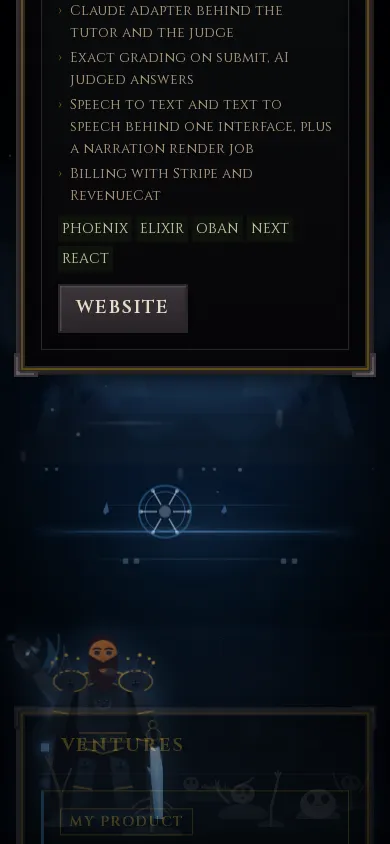 › Claude adapter behind the
tutor and the judge
› Exact grading on submit, AI
judged answers
› Speech to text and text to
speech behind one interface, plus
a narration render job
› Billing with Stripe and
RevenueCat
PHOENIX ELIXIR OBAN NEXT
REACT
WEBSITE
VENTURES
MY PRODUCT